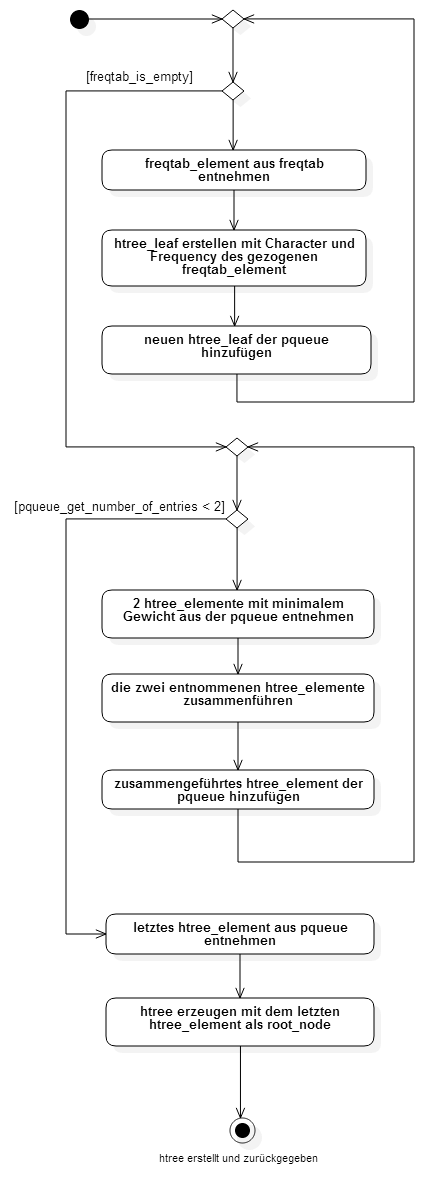 [freqtab_is_empty]
freqtab_element aus freqtab
entnehmen
htree_leaf erstellen mit Character und
Frequency des gezogenen
freqtab_element
neuen htree_leaf der pqueue
hinzufügen
[pqueue_get_number_of_entries < 2]
2 htree_elemente mit minimalem
Gewicht aus der pqueue entnehmen
die zwei entnommenen htree_elemente
zusammenführen
zusammengeführtes htree_element der
pqueue hinzufügen
letztes htree_element aus pqueue
entnehmen
htree erzeugen mit dem letzten
htree_element als root_node
htree erstellt und zurückgegeben